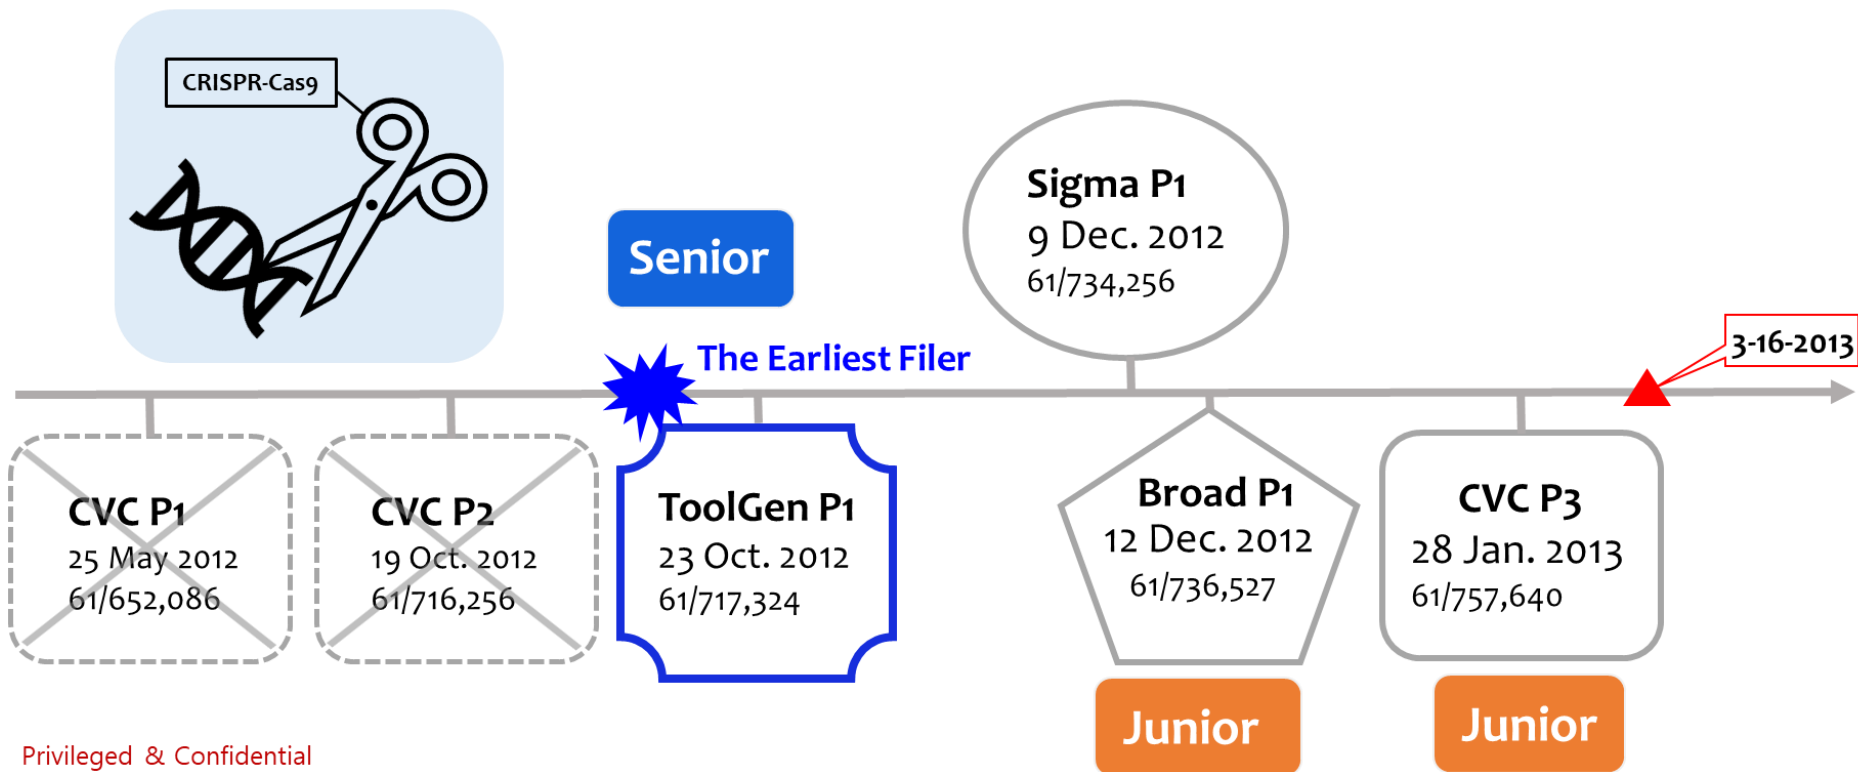 CRISPR-Cas9
Senior
The Earliest Filer
Sigma P1
9 Dec. 2012
61/734,256
3-16-2013
CVC P1
25 May 2012
61/652,086
CVC P2
19 Oct. 2012
61/716,256
ToolGen P1
23 Oct. 2012
61/717,324
Broad P1
12 Dec. 2012
61/736,527
CVC P3
28 Jan. 2013
61/757,640
Junior
Junior
Privileged & Confidential